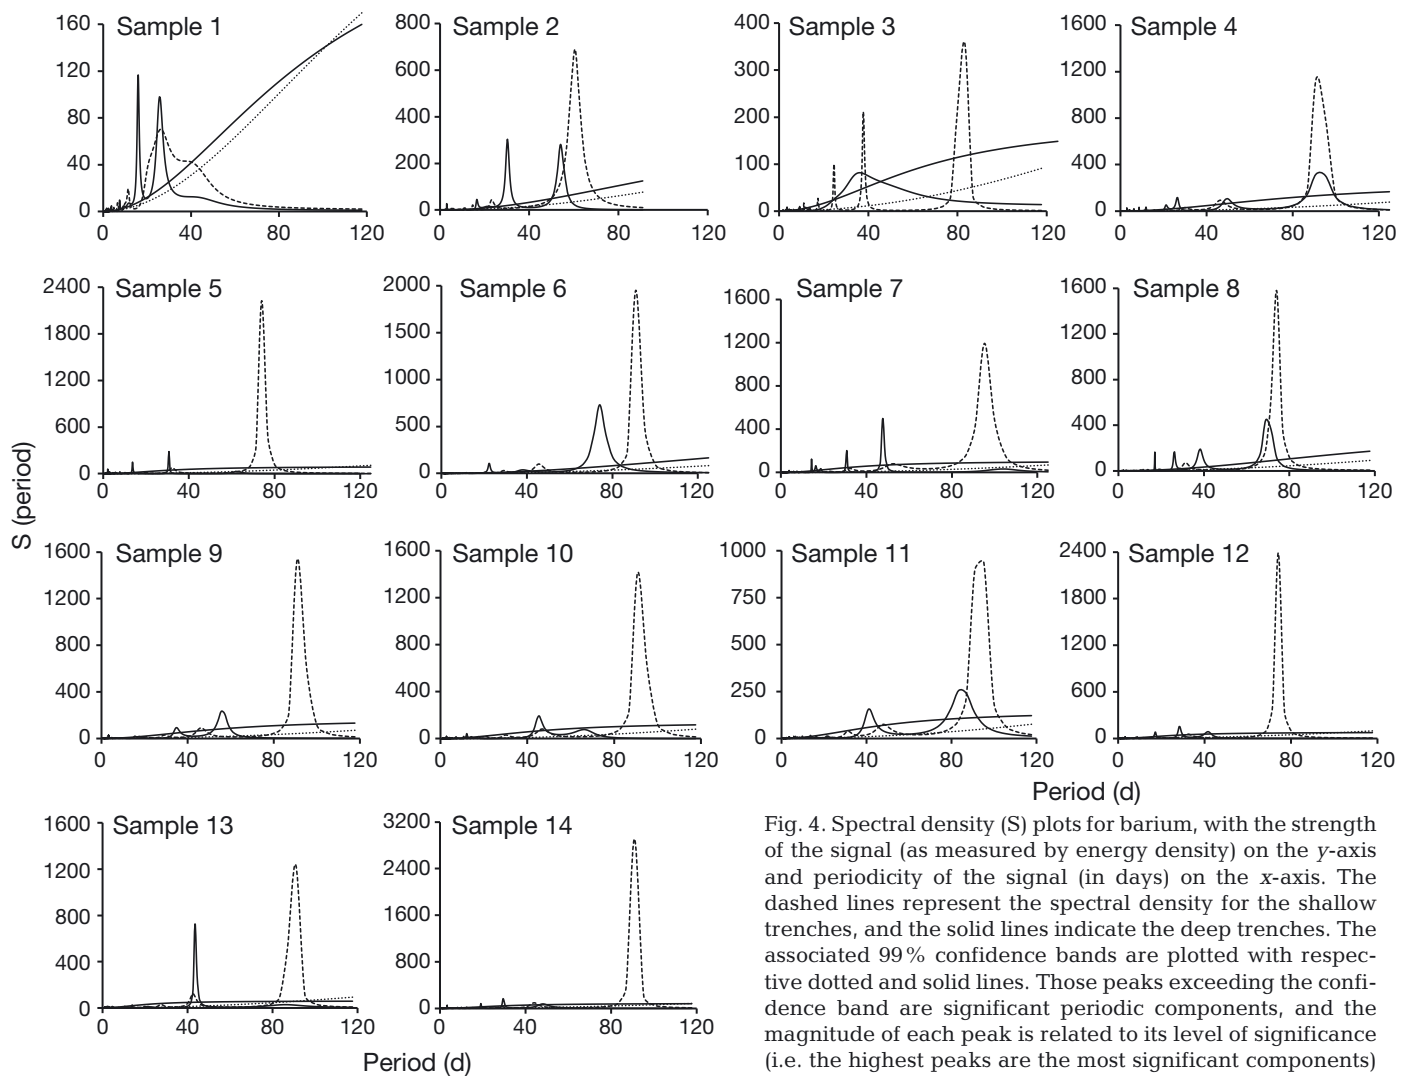 Sample 1
160
120
80
40
0
0 40 80 120
Sample 2
800
600
400
200
0
0 40 80 120
Sample 3
400
300
200
100
0
0 40 80 120
Sample 4
1600
1200
800
400
0
0 40 80 120
Sample 5
2400
1800
1200
600
0
0 40 80 120
Sample 6
2000
1500
1000
500
0
0 40 80 120
Sample 7
1600
1200
800
400
0
0 40 80 120
Sample 8
1600
1200
800
400
0
0 40 80 120
S (period)
Sample 9
1600
1200
800
400
0
0 40 80 120
Sample 10
1600
1200
800
400
0
0 40 80 120
Sample 11
1000
750
500
250
0
0 40 80 120
Sample 12
2400
1800
1200
600
0
0 40 80 120
Period (d)
Sample 13
1600
1200
800
400
0
0 40 80 120
Sample 14
3200
2400
1600
800
0
0 40 80 120
Period (d)
Fig. 4. Spectral density (S) plots for barium, with the strength
of the signal (as measured by energy density) on the y-axis
and periodicity of the signal (in days) on the x-axis. The
dashed lines represent the spectral density for the shallow
trenches, and the solid lines indicate the deep trenches. The
associated 99% confidence bands are plotted with respec-
tive dotted and solid lines. Those peaks exceeding the confi-
dence band are significant periodic components, and the
magnitude of each peak is related to its level of significance
(i.e. the highest peaks are the most significant components)